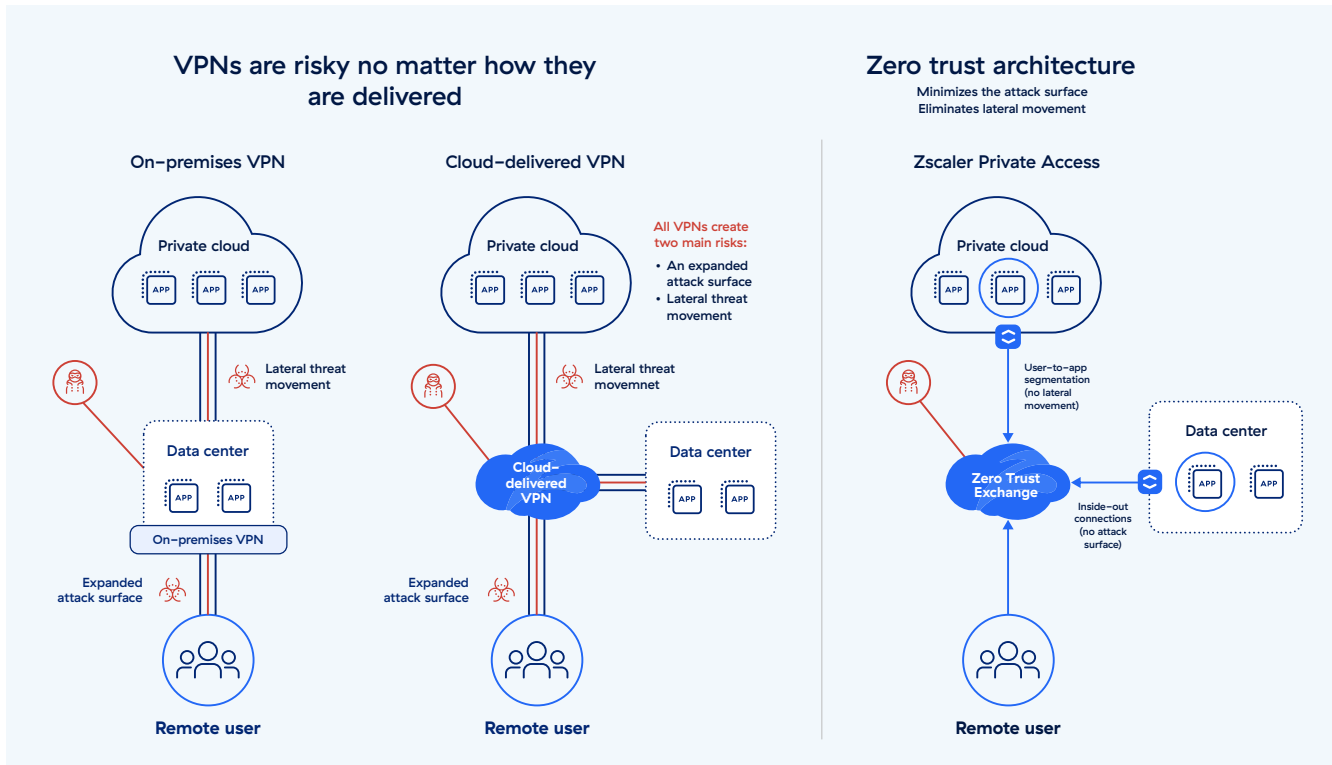 VPNs are risky no matter how they
are delivered
On-premises VPN
Private cloud
APP
APP
APP
Lateral threat
movement
Data center
APP
APP
On-premises VPN
Expanded
attack surface
Remote user
Cloud-delivered VPN
Private cloud
APP
APP
APP
All VPNs create
two main risks:
• An expanded
attack surface
• Lateral threat
movement
Lateral threat
movemnet
Cloud-
delivered
VPN
Data center
APP
APP
Expanded
attack surface
Remote user
Zero trust architecture
Minimizes the attack surface
Eliminates lateral movement
Zscaler Private Access
Private cloud
APP
APP
APP
User-to-app
segmentation
(no lateral
movement)
Zero Trust
Exchange
Data center
APP
APP
Inside-out
connections
(no attack
surface)
Remote user